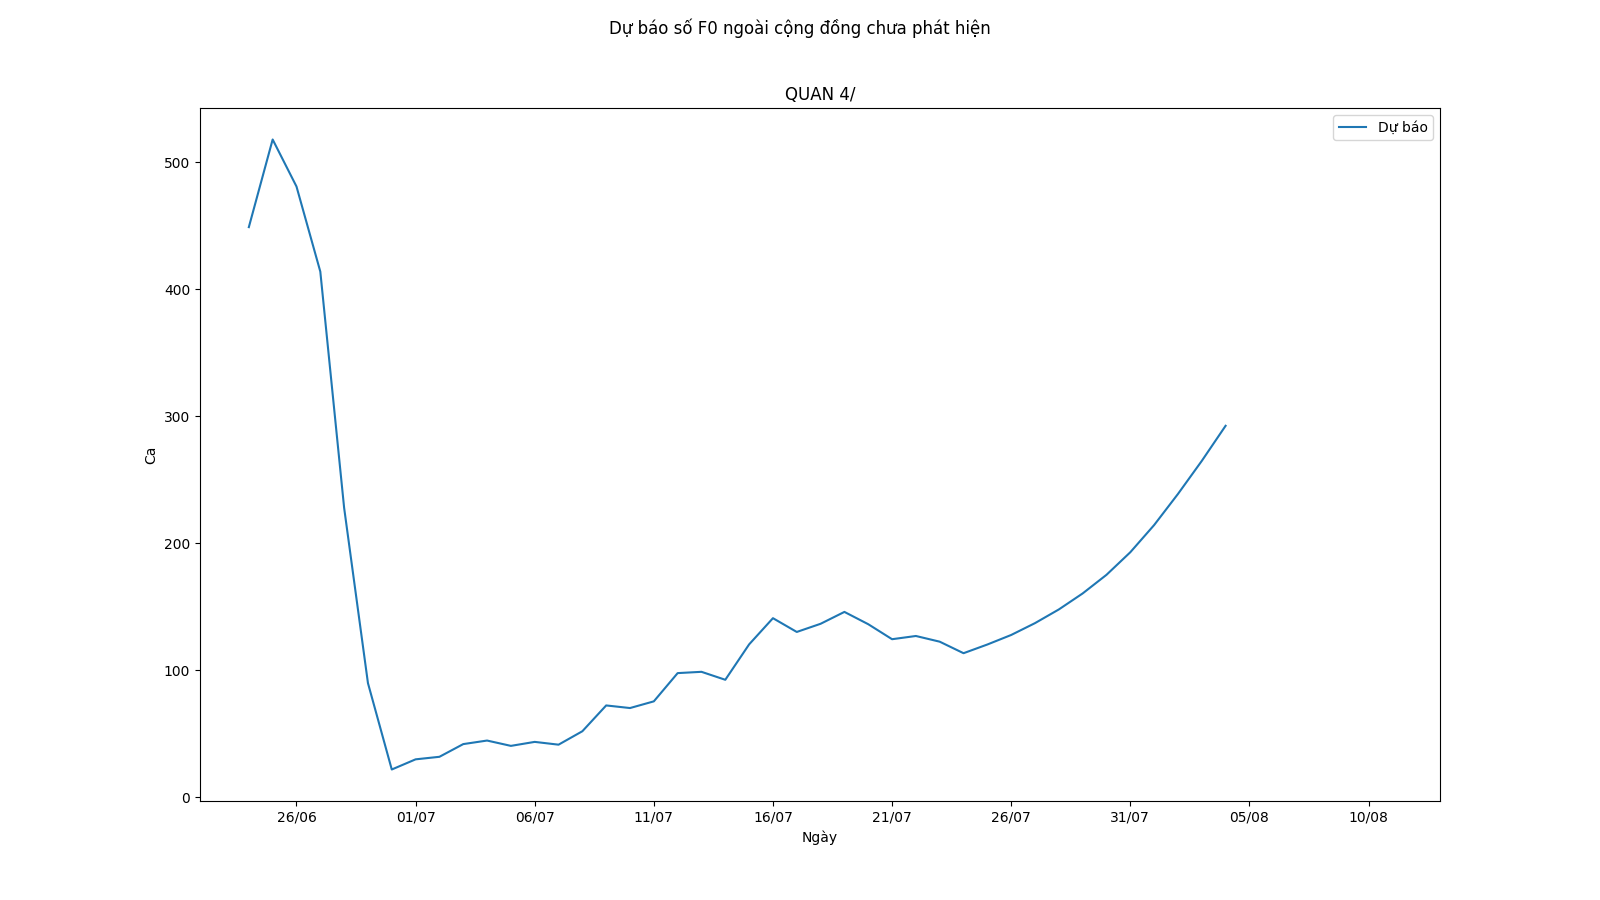 Dự báo số F0 ngoài cộng đồng chưa phát hiện
QUAN 4/
Dự báo
500
400
300
200
100
0
Ca
26/06 01/07 06/07 11/07 16/07 21/07 26/07 31/07 05/08 10/08
Ngày